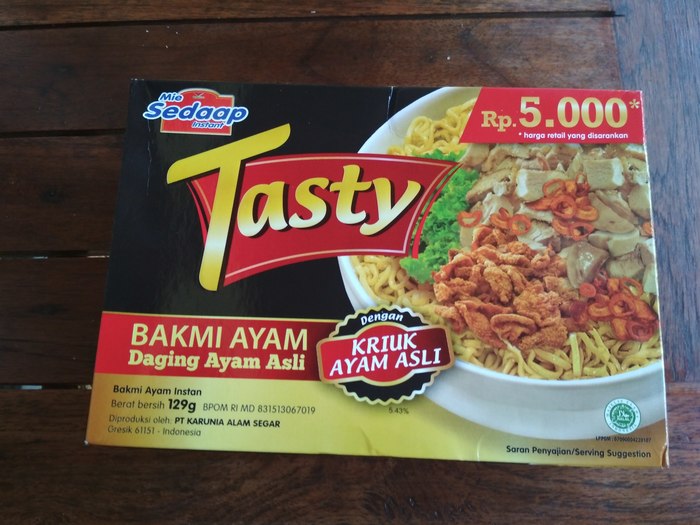 Mie
Sedaap
instant
Tasty
Rp.5.000*
* harga retail yang disarankan
BAKMI AYAM
Daging Ayam Asli
Dengan
KRIUK
AYAM ASLI
5.43%
Bakmi Ayam Instan
Berat bersih 129g BPOM RI MD 831513067019
Diproduksi oleh: PT KARUNIA ALAM SEGAR
Gresik 61151 - Indonesia
Saran Penyajian/Serving Suggestion